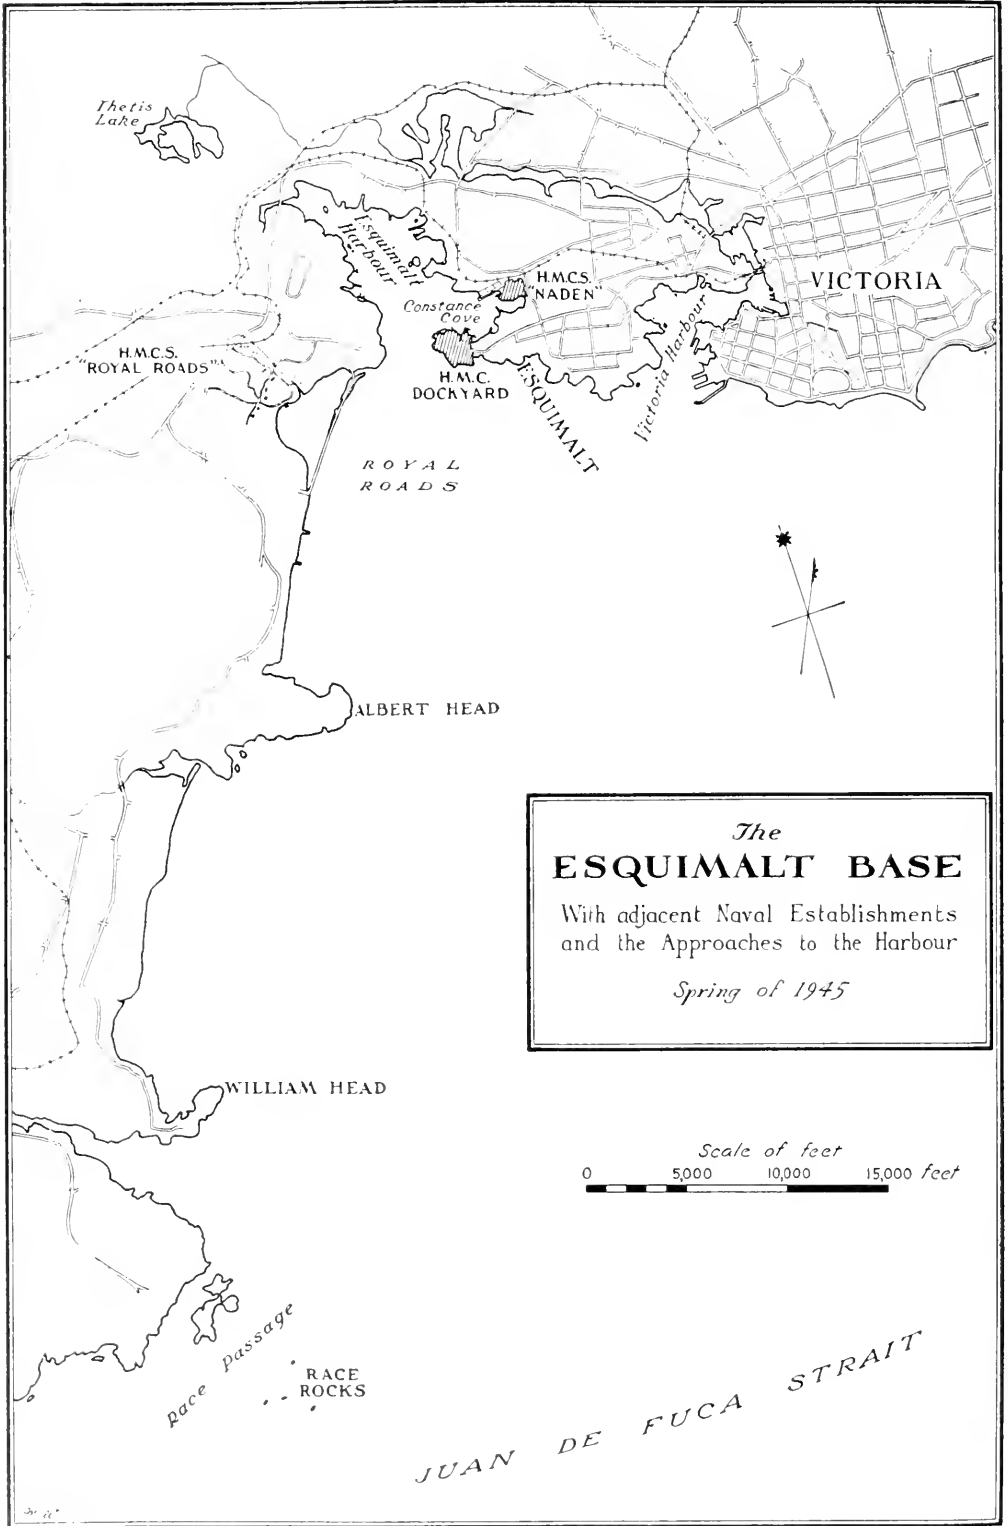 Thetis
Lake
Esquimalt
Harbour
H.M.C.S.
"NADEN"
VICTORIA
Constance
Cove
H.M.C.S.
"ROYAL ROADS"
H.M.C.
DOCKYARD
ESQUIMALT
Victoria Harbour
ROYAL
ROADS
ALBERT HEAD
The
ESQUIMALT BASE
With adjacent Naval Establishments
and the Approaches to the Harbour
Spring of 1945
WILLIAM HEAD
Scale of feet
0 5,000 10,000 15,000 feet
Race Passage
RACE
ROCKS
JUAN DE FUCA STRAIT